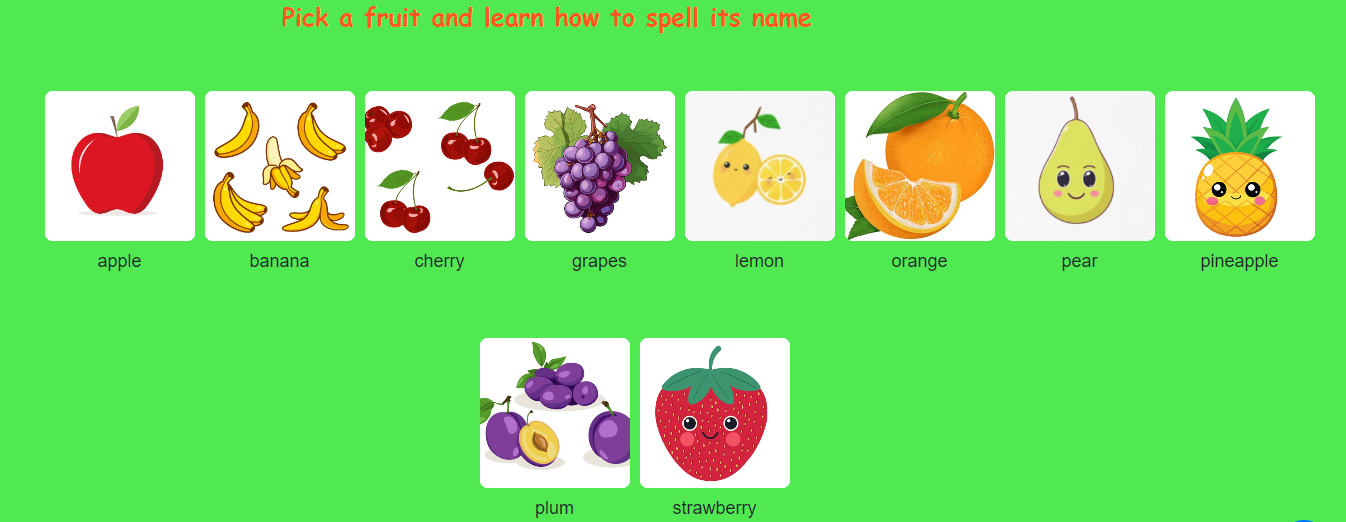 Pick a fruit and learn how to spell its name
apple banana cherry grapes lemon orange pear pineapple
plum strawberry